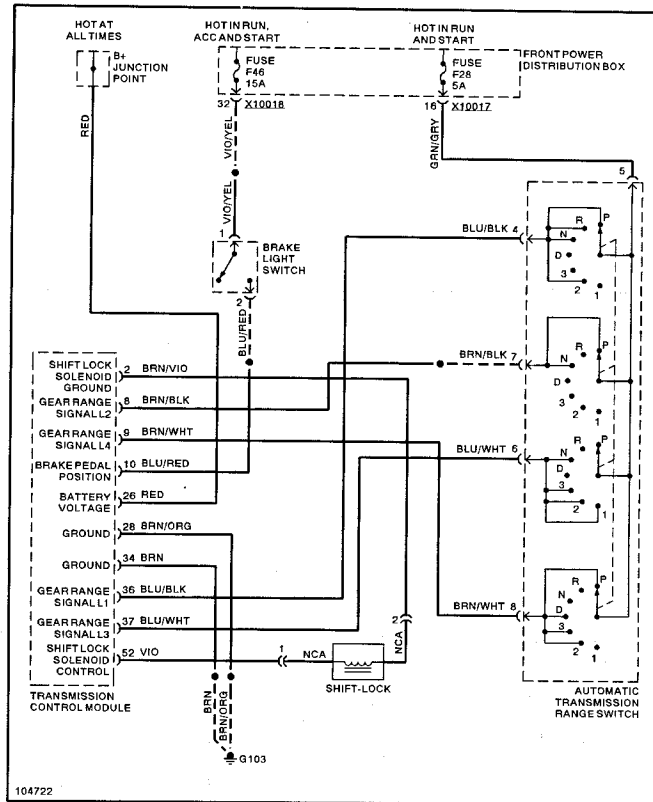 HOT AT
ALL TIMES
HOT IN RUN,
ACC AND START
HOT IN RUN
AND START
B+
JUNCTION
POINT
FUSE
F46
15A
FUSE
F28
5A
FRONT POWER
DISTRIBUTION BOX
32 X10018
16 X10017
RED
VIO/YEL
GRN/GRY
VIO/YEL
5
1
BRAKE
LIGHT
SWITCH
2
BLU/RED
BLU/BLK 4
P
R
N
D
3
2
1
BRN/BLK 7
P
R
N
D
3
2
1
BLU/WHT 6
P
R
N
D
3
2
1
BRN/WHT 8
P
R
N
D
3
2
1
SHIFT LOCK
SOLENOID
GROUND
2 BRN/VIO
GEAR RANGE
SIGNAL L2
8 BRN/BLK
GEAR RANGE
SIGNAL L4
9 BRN/WHT
BRAKE PEDAL
POSITION
10 BLU/RED
BATTERY
VOLTAGE
26 RED
GROUND
28 BRN/ORG
GROUND
34 BRN
GEAR RANGE
SIGNAL L1
36 BLU/BLK
GEAR RANGE
SIGNAL L3
37 BLU/WHT
SHIFT LOCK
SOLENOID
CONTROL
52 VIO
1
NCA
2
NCA
SHIFT-LOCK
TRANSMISSION
CONTROL MODULE
AUTOMATIC
TRANSMISSION
RANGE SWITCH
BRN
BRN/ORG
G103
104722